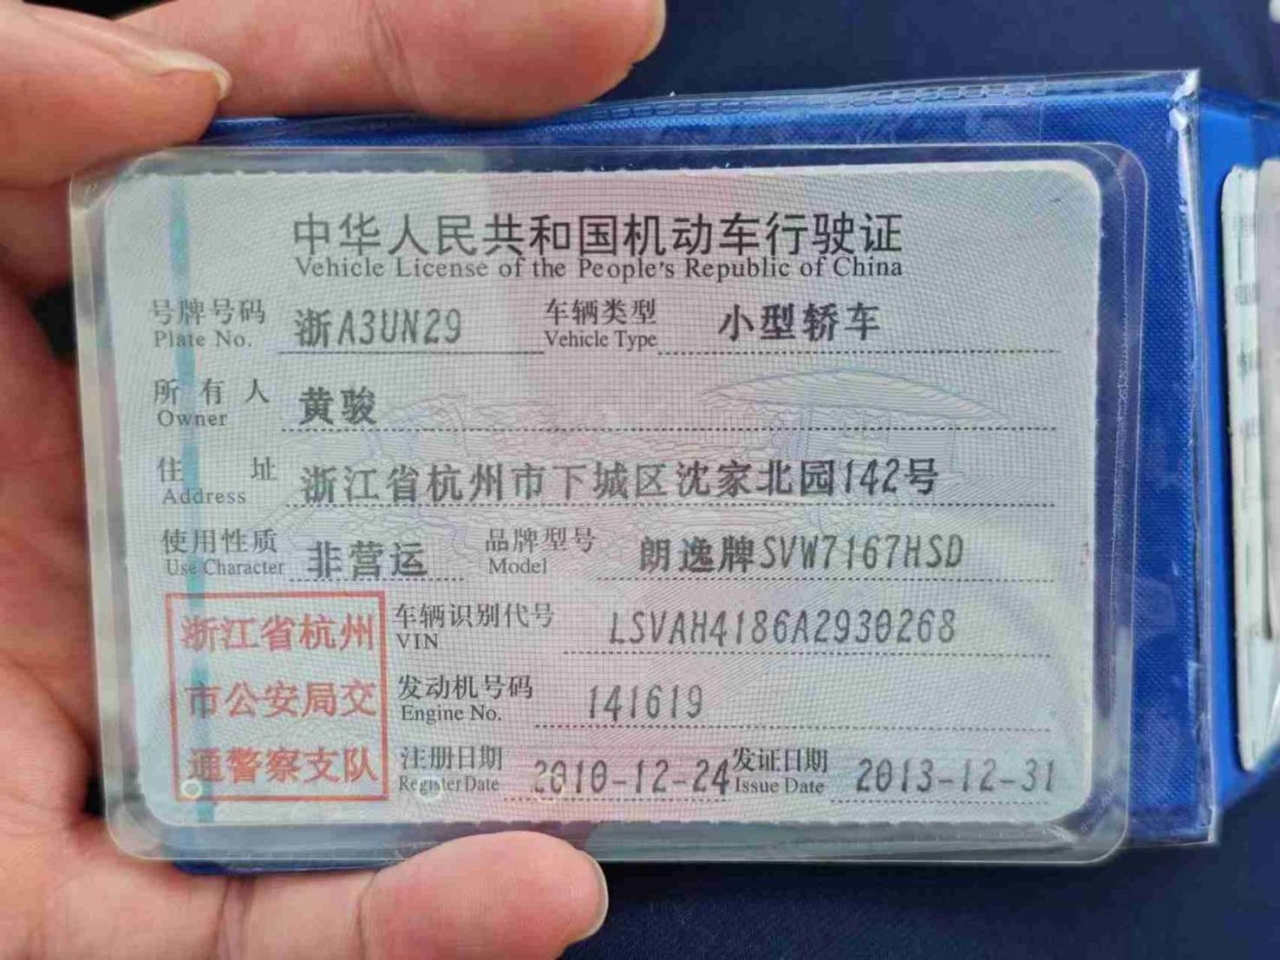 中华人民共和国机动车行驶证
Vehicle License of the People's Republic of China
号牌号码 浙A3UN29 车辆类型 小型轿车
Plate No. Vehicle Type
所有人 黄骏
Owner
住址 浙江省杭州市下城区沈家北园142号
Address
使用性质 非营运 品牌型号 朗逸牌SVW7167HSD
Use Character Model
浙江省杭州
市公安局交
通警察支队
车辆识别代号 LSVAH4186A2930268
VIN
发动机号码 141619
Engine No.
注册日期 2010-12-24 发证日期 2013-12-31
Register Date Issue Date